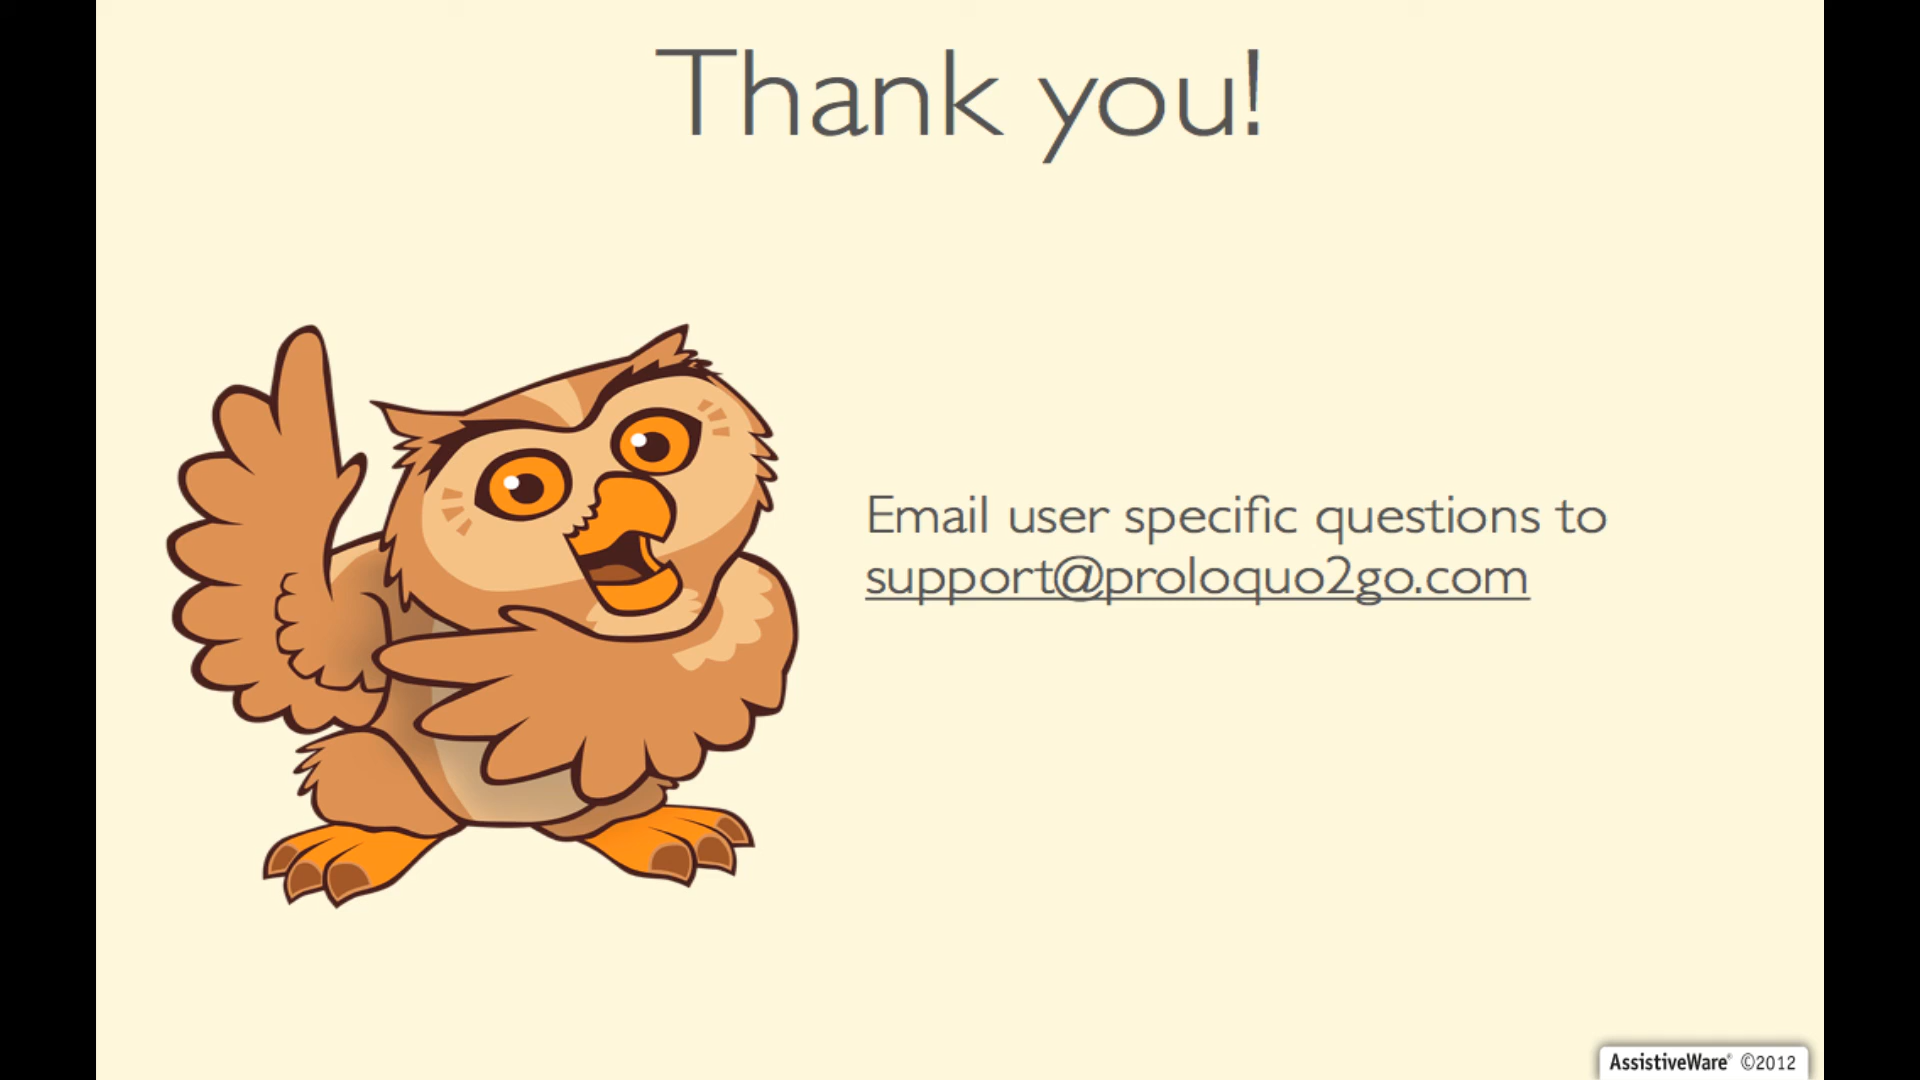 Thank you!
Email user specific questions to
support@proloquo2go.com
AssistiveWare® ©2012